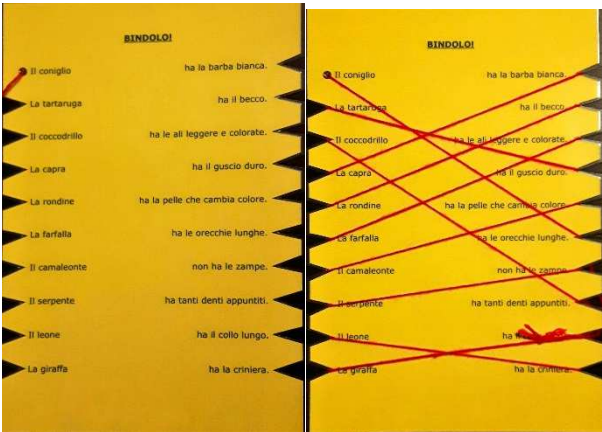 BINDOLO!
Il coniglio ha la barba bianca.
La tartaruga ha il becco.
Il coccodrillo ha le ali leggere e colorate.
La capra ha il guscio duro.
La rondine ha la pelle che cambia colore.
La farfalla ha le orecchie lunghe.
Il camaleonte non ha le zampe.
Il serpente ha tanti denti appuntiti.
Il leone ha il collo lungo.
La giraffa ha la criniera.
BINDOLO!
Il coniglio ha la barba bianca.
La tartaruga ha il becco.
Il coccodrillo ha le ali leggere e colorate.
La capra ha il guscio duro.
La rondine ha la pelle che cambia colore.
La farfalla ha le orecchie lunghe.
Il camaleonte non ha le zampe.
Il serpente ha tanti denti appuntiti.
Il leone ha
La giraffa ha la criniera.